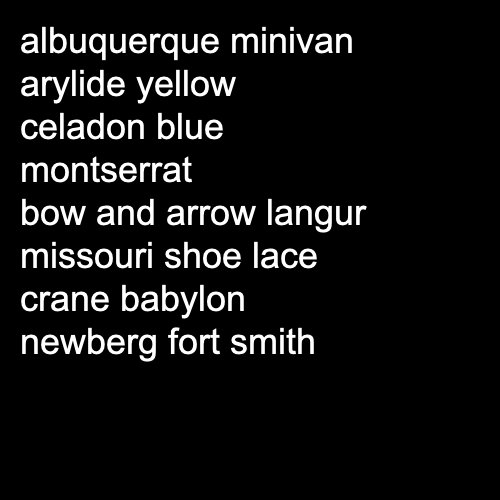 albuquerque minivan
arylide yellow
celadon blue
montserrat
bow and arrow langur
missouri shoe lace
crane babylon
newberg fort smith